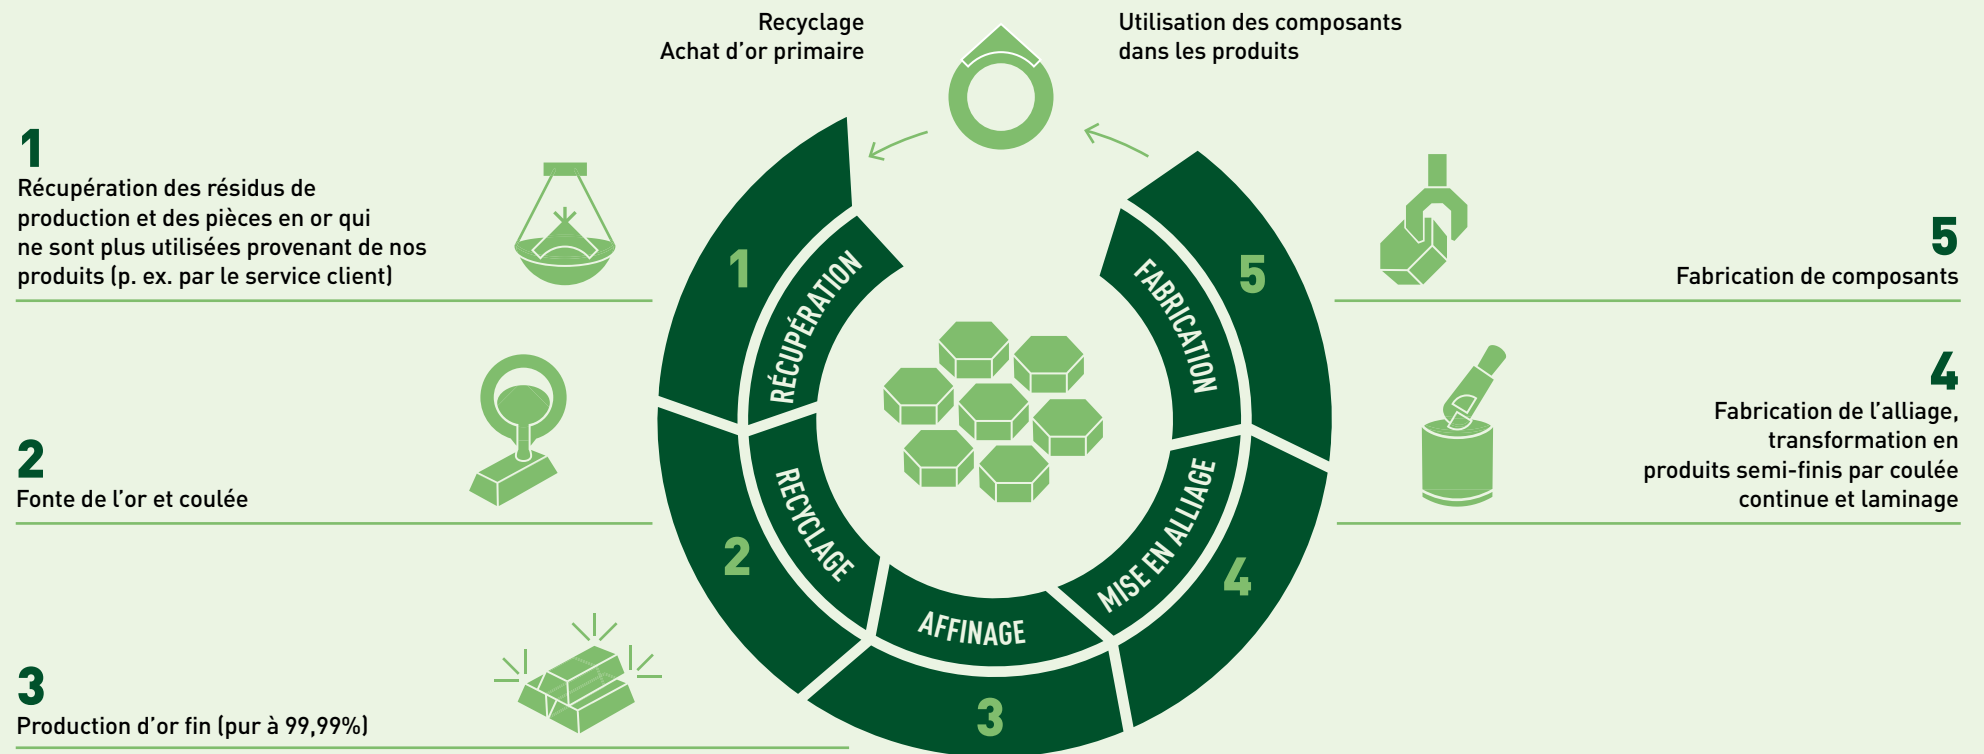 Recyclage
Achat d’or primaire
Utilisation des composants
dans les produits
1
Récupération des résidus de
production et des pièces en or qui
ne sont plus utilisées provenant de nos
produits (p. ex. par le service client)
2
Fonte de l’or et coulée
3
Production d’or fin (pur à 99,99%)
1
RÉCUPÉRATION
2
RECYCLAGE
3
AFFINAGE
4
MISE EN ALLIAGE
5
FABRICATION
5
Fabrication de composants
4
Fabrication de l’alliage,
transformation en
produits semi-finis par coulée
continue et laminage